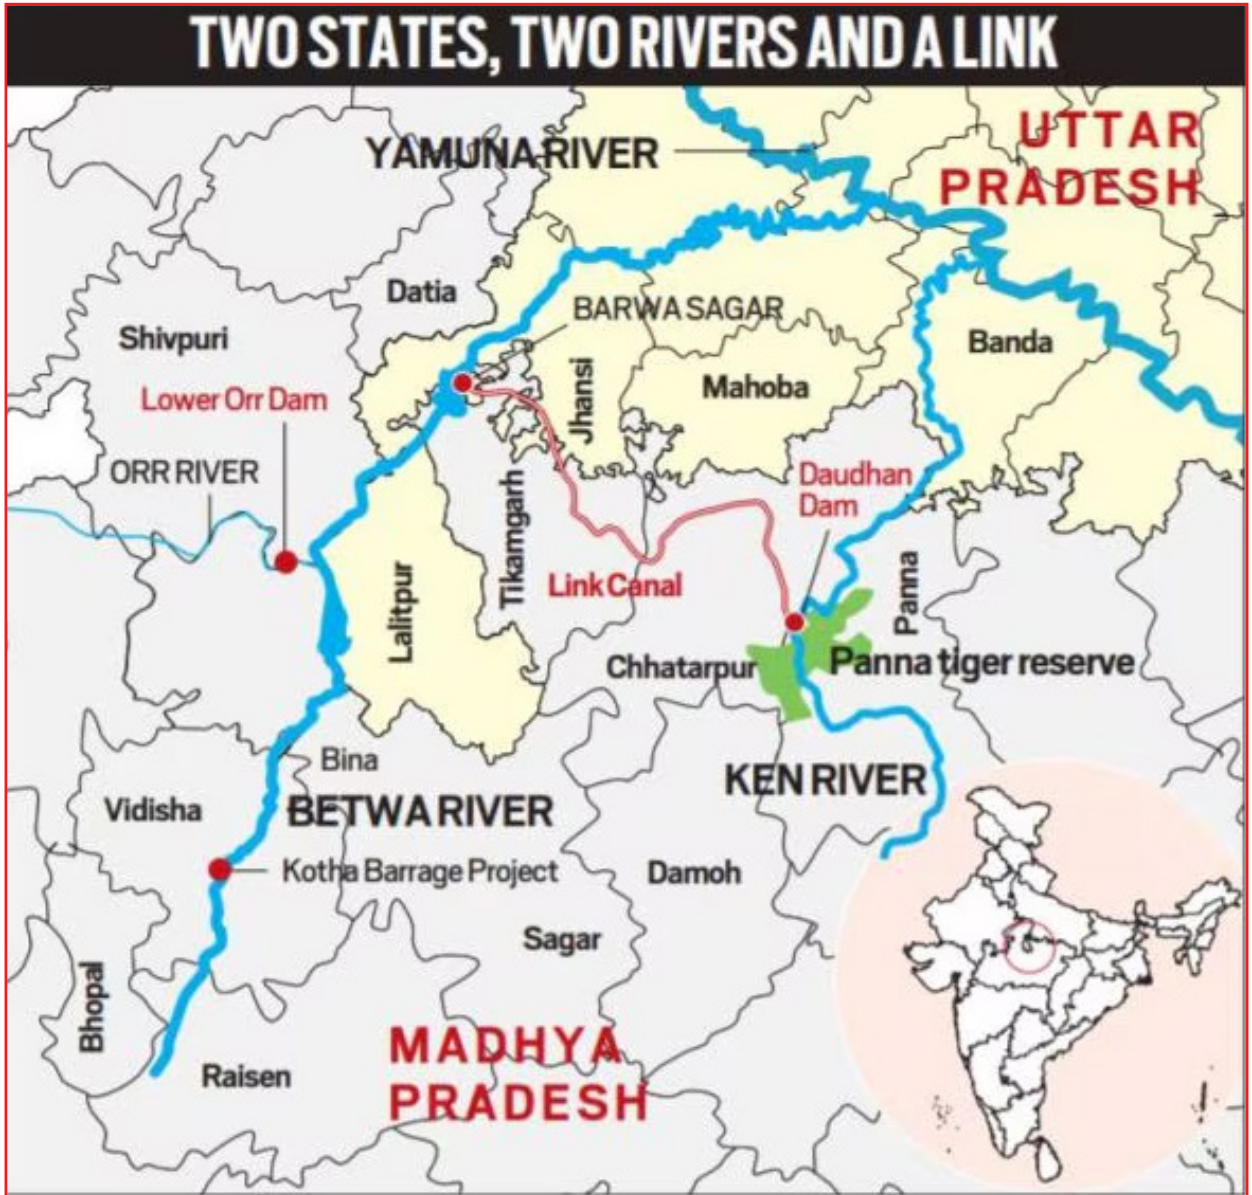 TWO STATES, TWO RIVERS AND A LINK
YAMUNA RIVER
UTTAR
PRADESH
Datia
BARWA SAGAR
Shivpuri
Banda
Lower Orr Dam
Jhansi
Mahoba
ORR RIVER
Daudhan
Dam
Tikamgarh
Link Canal
Lalitpur
Panna
Chhatarpur
Panna tiger reserve
Bina
KEN RIVER
Vidisha
BETWA RIVER
Kotha Barrage Project
Damoh
Sagar
Bhopal
MADHYA
PRADESH
Raisen